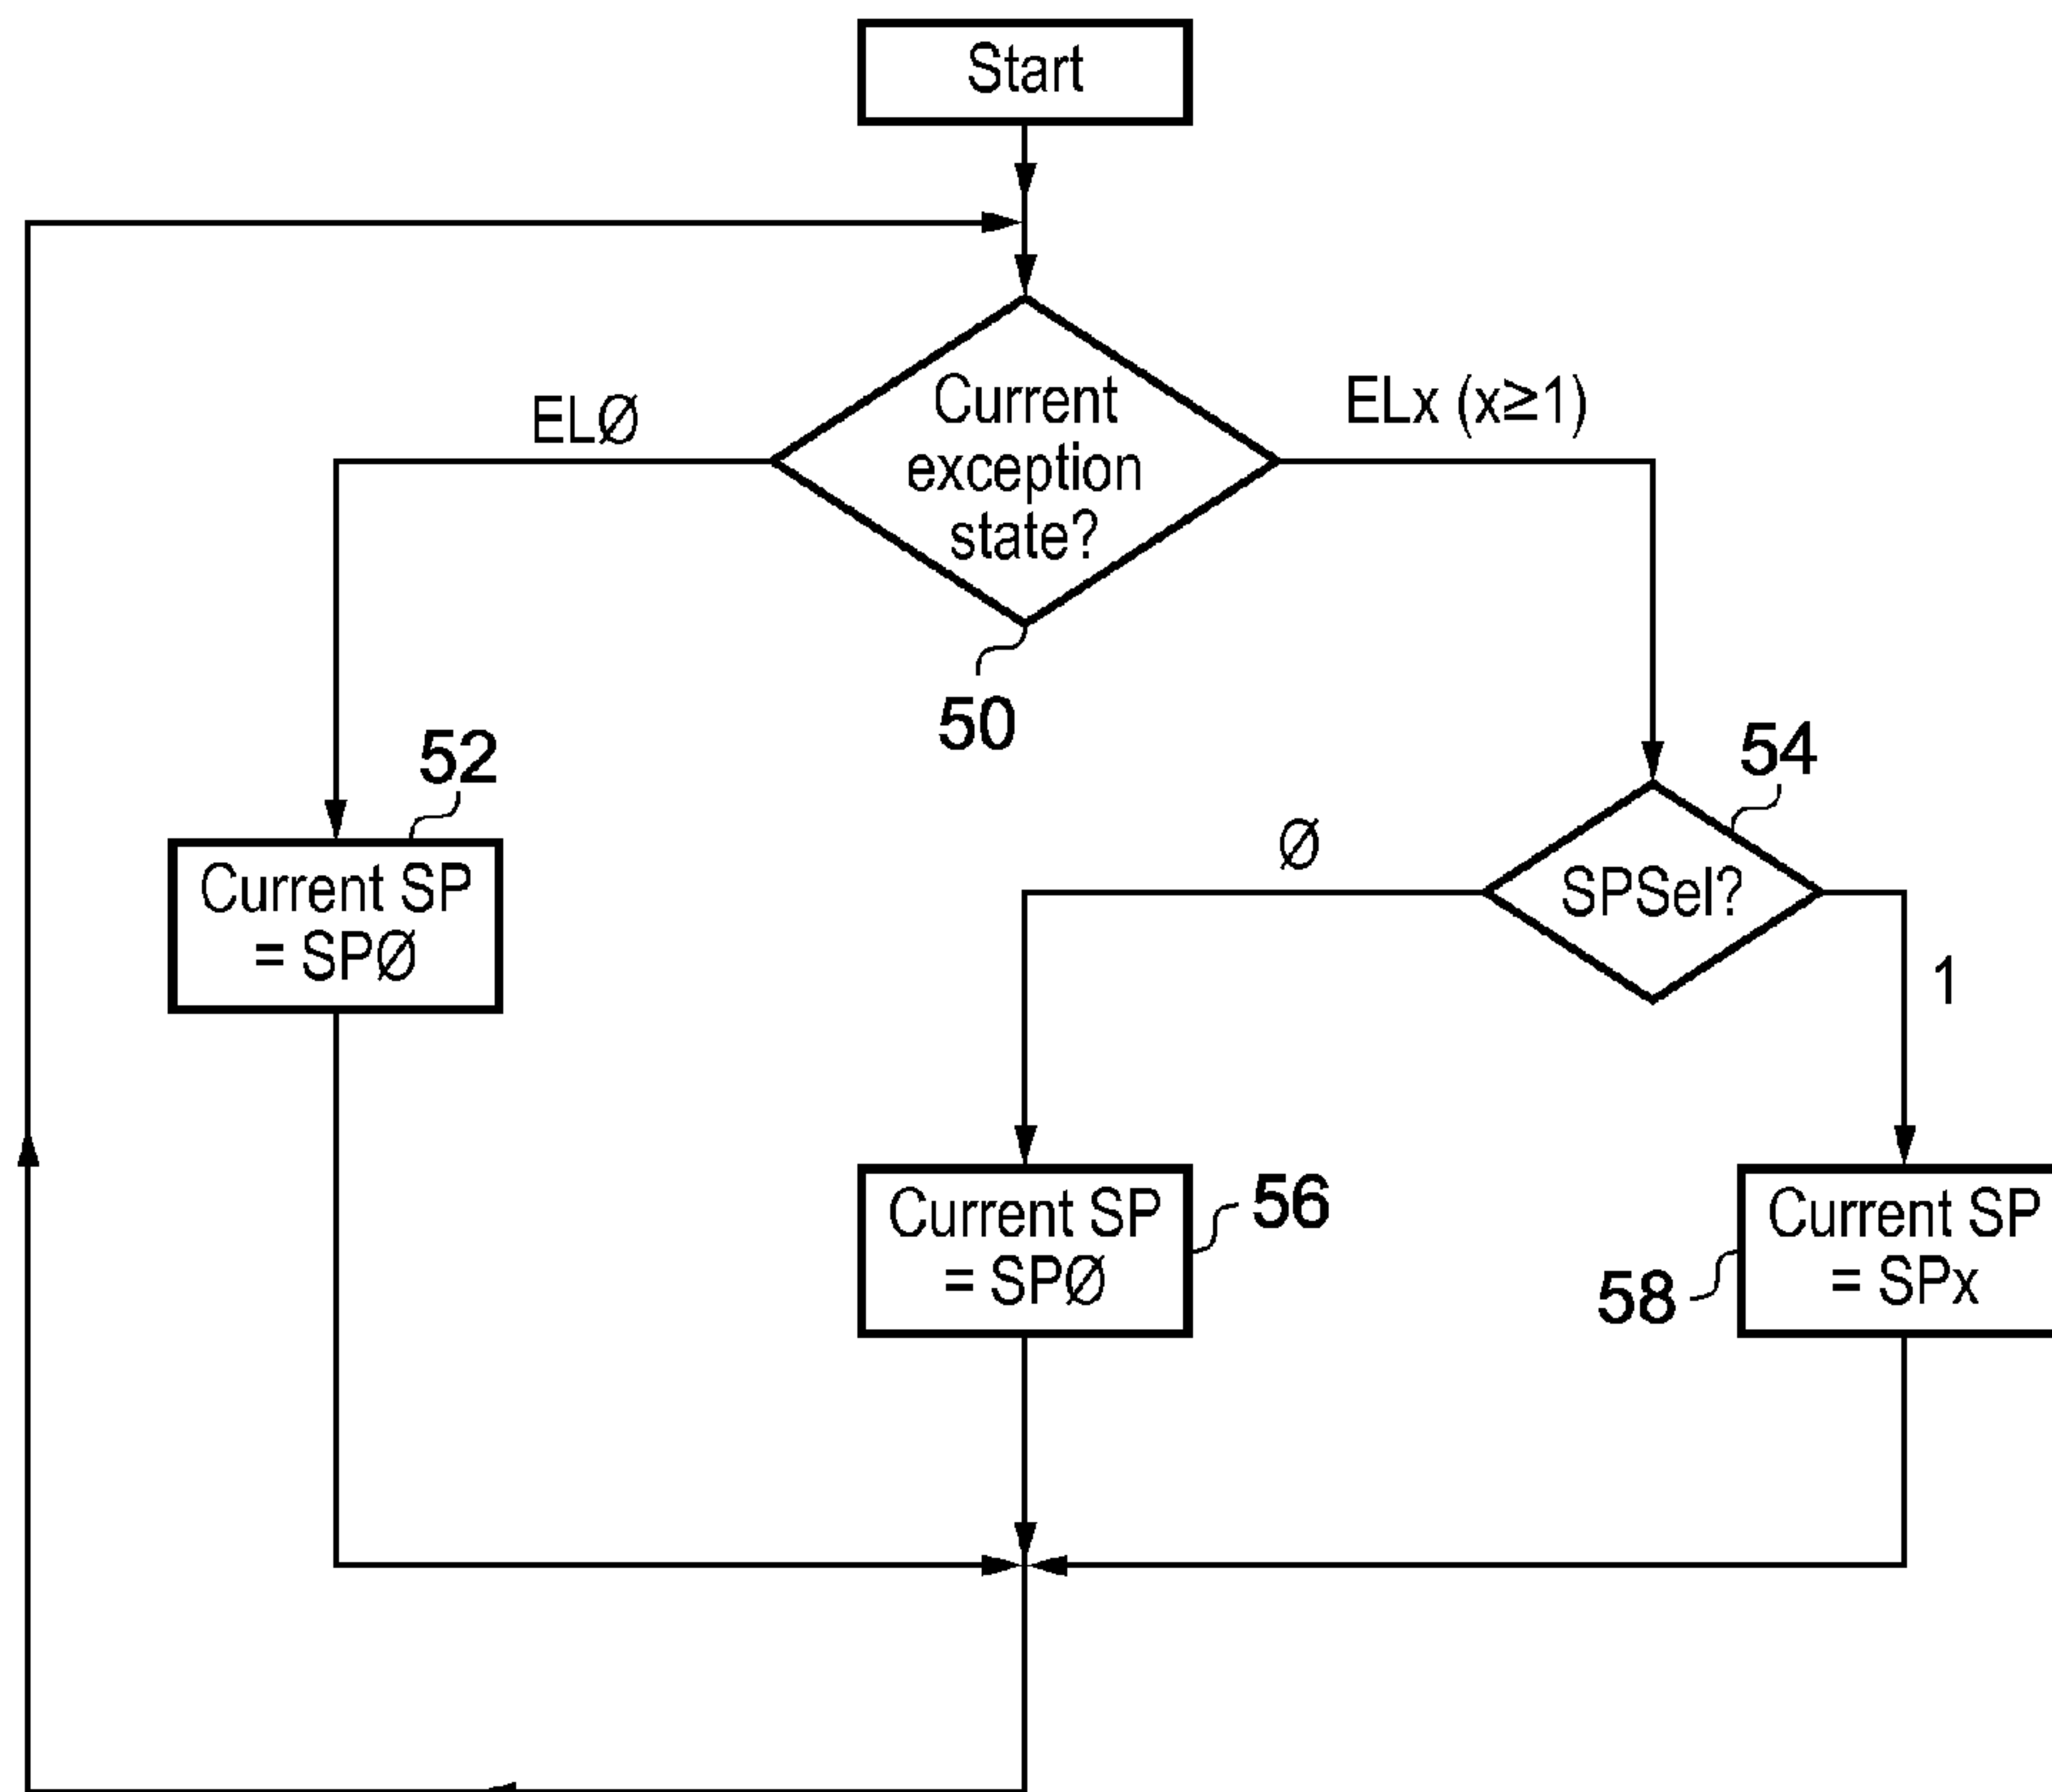 Start
Current
exception
state?
ELØ
ELx (x≥1)
50
52
54
Current SP
= SPØ
SPSel?
Ø
1
Current SP
= SPØ
56
Current SP
= SPx
58